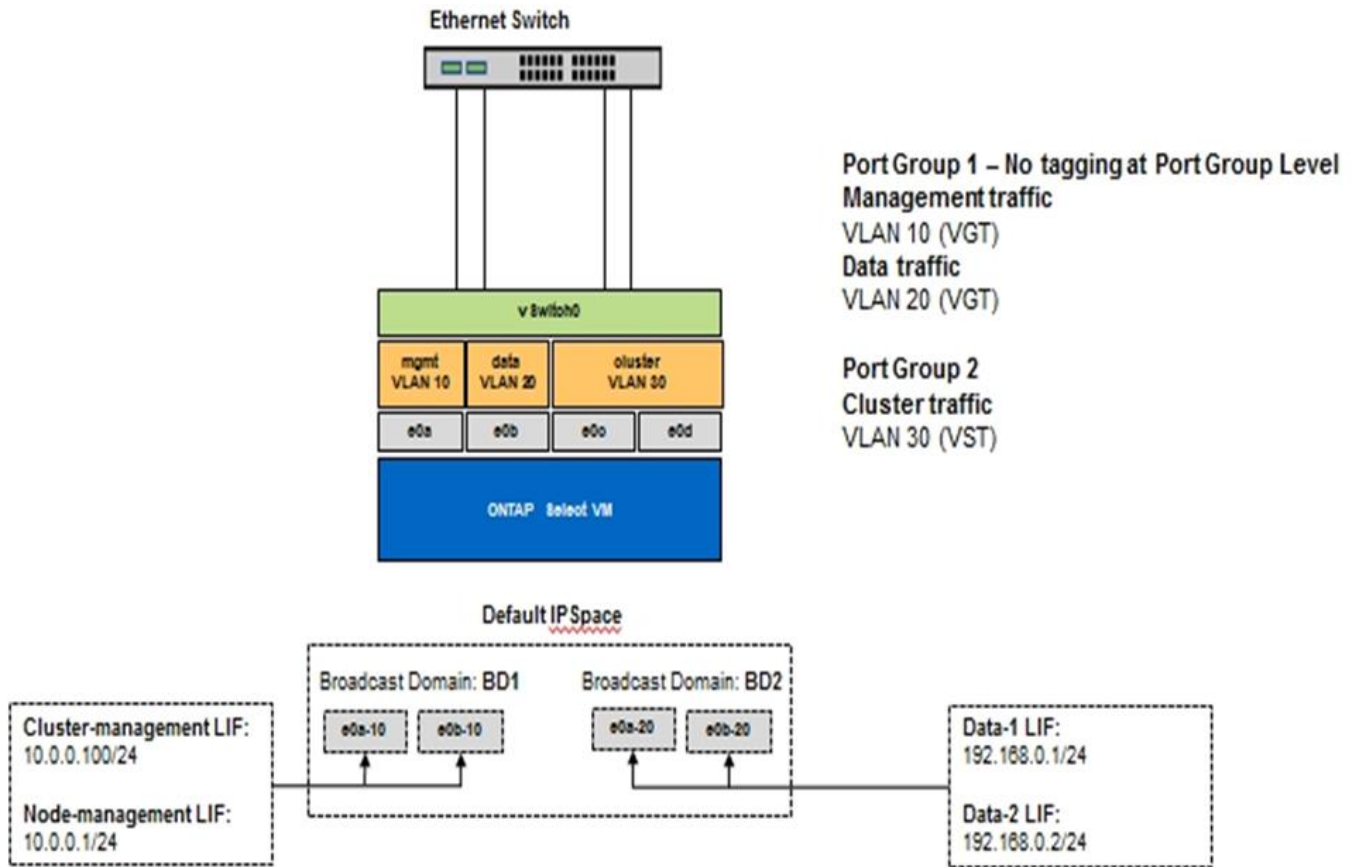 Ethernet Switch
Port Group 1 – No tagging at Port Group Level
Management traffic
VLAN 10 (VGT)
Data traffic
VLAN 20 (VGT)
Port Group 2
Cluster traffic
VLAN 30 (VST)
vSwitch0
mgmt
VLAN 10
data
VLAN 20
cluster
VLAN 30
e0a
e0b
e0c
e0d
ONTAP Select VM
Default IPSpace
Broadcast Domain: BD1
Broadcast Domain: BD2
e0a-10
e0b-10
e0a-20
e0b-20
Cluster-management LIF:
10.0.0.100/24
Node-management LIF:
10.0.0.1/24
Data-1 LIF:
192.168.0.1/24
Data-2 LIF:
192.168.0.2/24